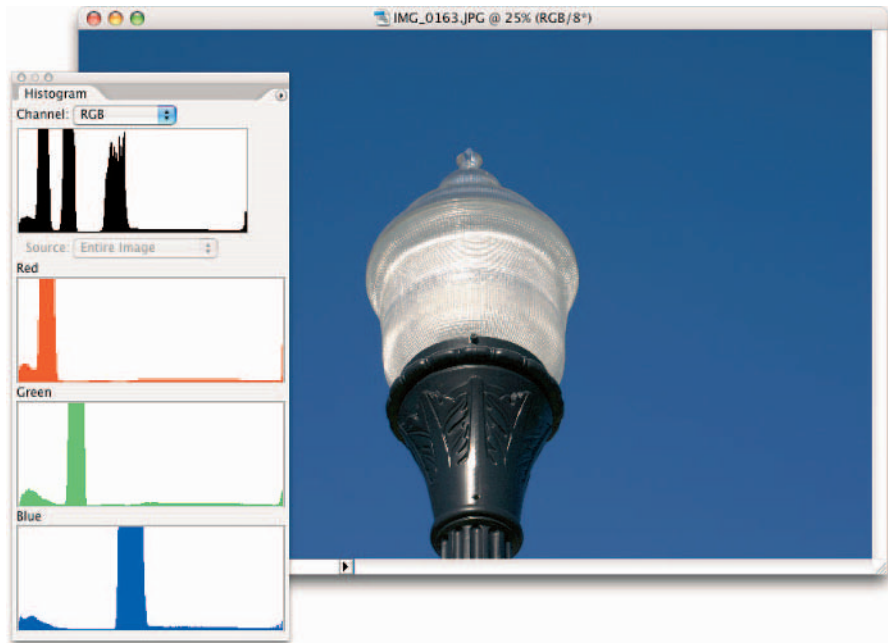 IMG_0163.JPG @ 25% (RGB/8*)
Histogram
Channel: RGB
Source: Entire Image
Red
Green
Blue